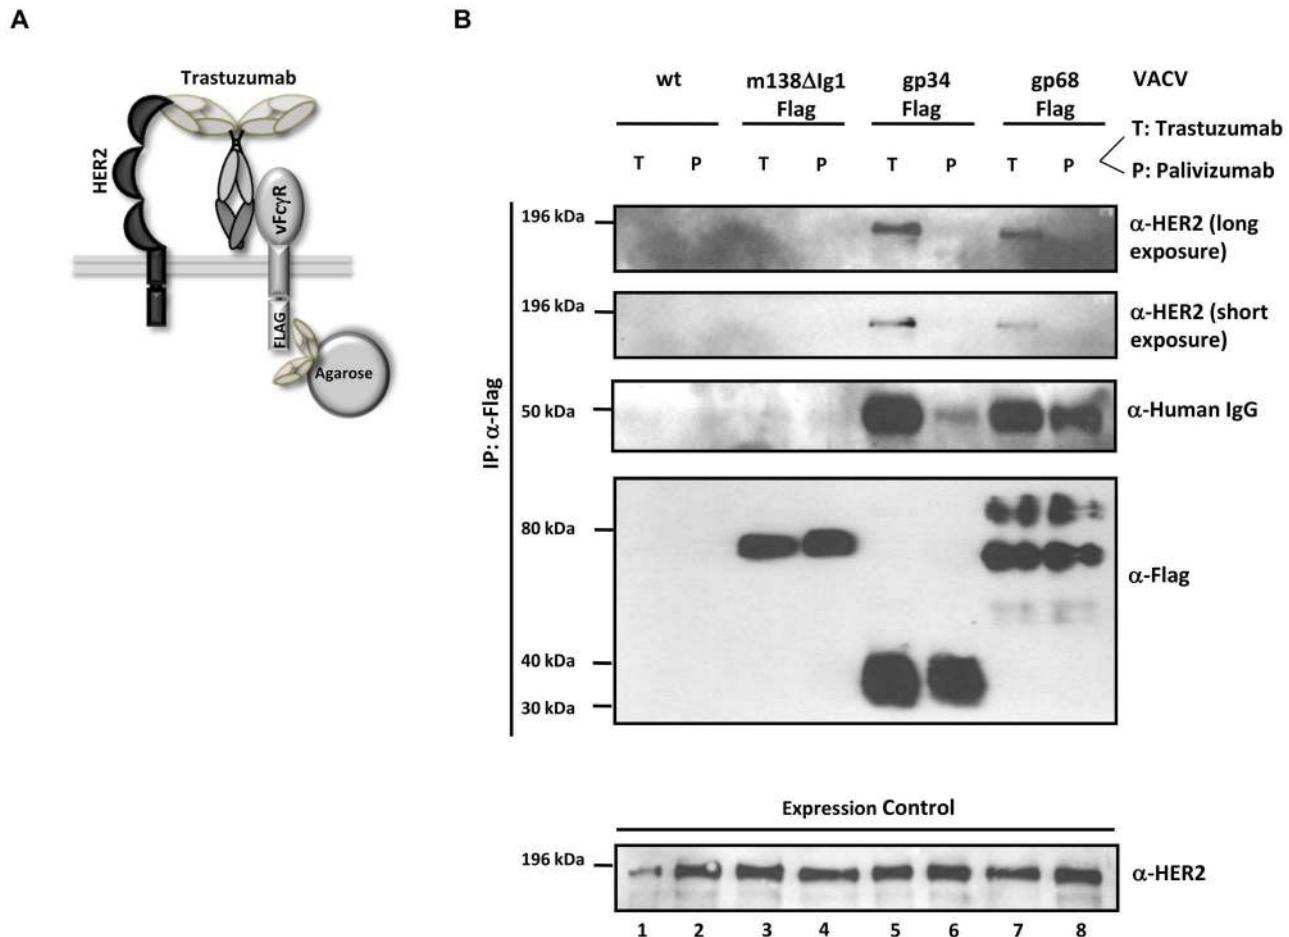 A
Trastuzumab
HER2
vFcγR
FLAG
Agarose
B
wt
m138ΔIg1
Flag
gp34
Flag
gp68
Flag
VACV
T: Trastuzumab
P: Palivizumab
T P T P T P T P
IP: α-Flag
196 kDa
α-HER2 (long
exposure)
196 kDa
α-HER2 (short
exposure)
50 kDa
α-Human IgG
80 kDa
40 kDa
30 kDa
α-Flag
Expression Control
196 kDa
α-HER2
1 2 3 4 5 6 7 8